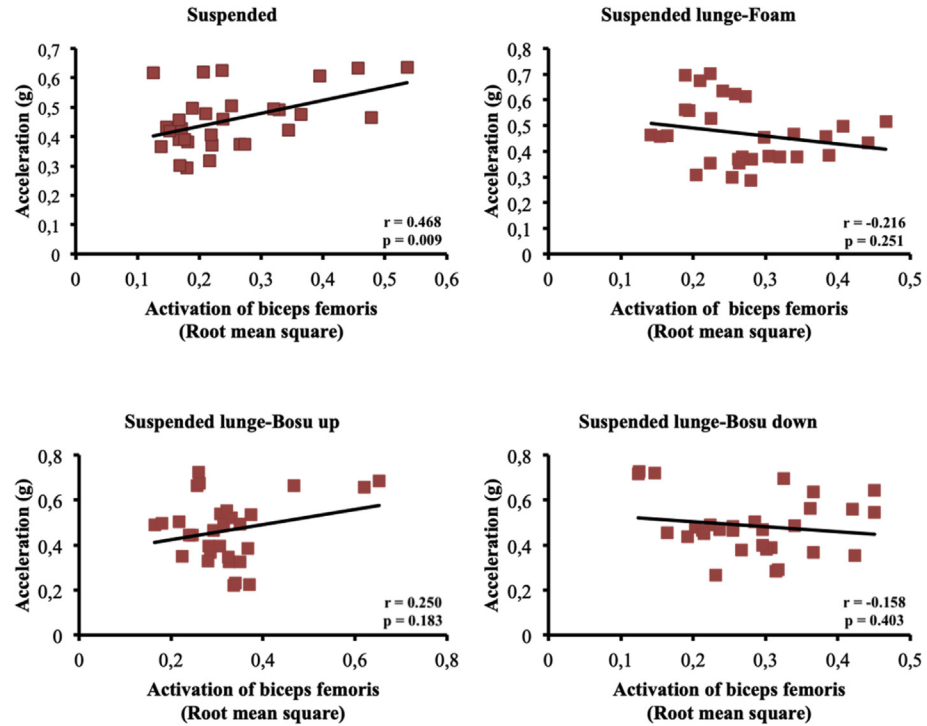 Suspended
Acceleration (g)
0,7
0,6
0,5
0,4
0,3
0,2
0,1
0
r = 0.468
p = 0.009
0 0,1 0,2 0,3 0,4 0,5 0,6
Activation of biceps femoris
(Root mean square)
Suspended lunge-Foam
Acceleration (g)
0,8
0,7
0,6
0,5
0,4
0,3
0,2
0,1
0
r = -0.216
p = 0.251
0 0,1 0,2 0,3 0,4 0,5
Activation of biceps femoris
(Root mean square)
Suspended lunge-Bosu up
Acceleration (g)
0,8
0,6
0,4
0,2
0
r = 0.250
p = 0.183
0 0,2 0,4 0,6 0,8
Activation of biceps femoris
(Root mean square)
Suspended lunge-Bosu down
Acceleration (g)
0,8
0,6
0,4
0,2
0
r = -0.158
p = 0.403
0 0,1 0,2 0,3 0,4 0,5
Activation of biceps femoris
(Root mean square)